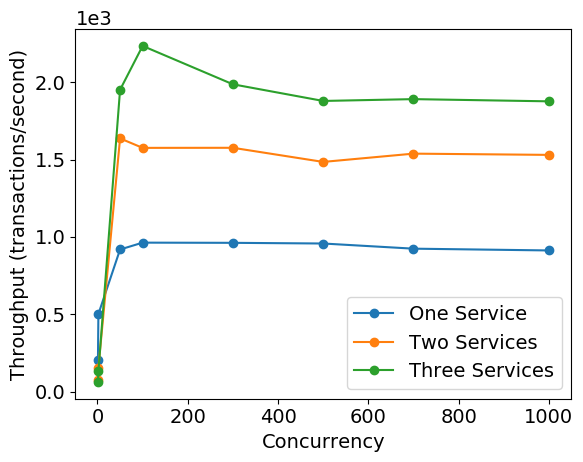 1e3
Throughput (transactions/second)
2.0
1.5
1.0
0.5
0.0
One Service
Two Services
Three Services
0 200 400 600 800 1000
Concurrency